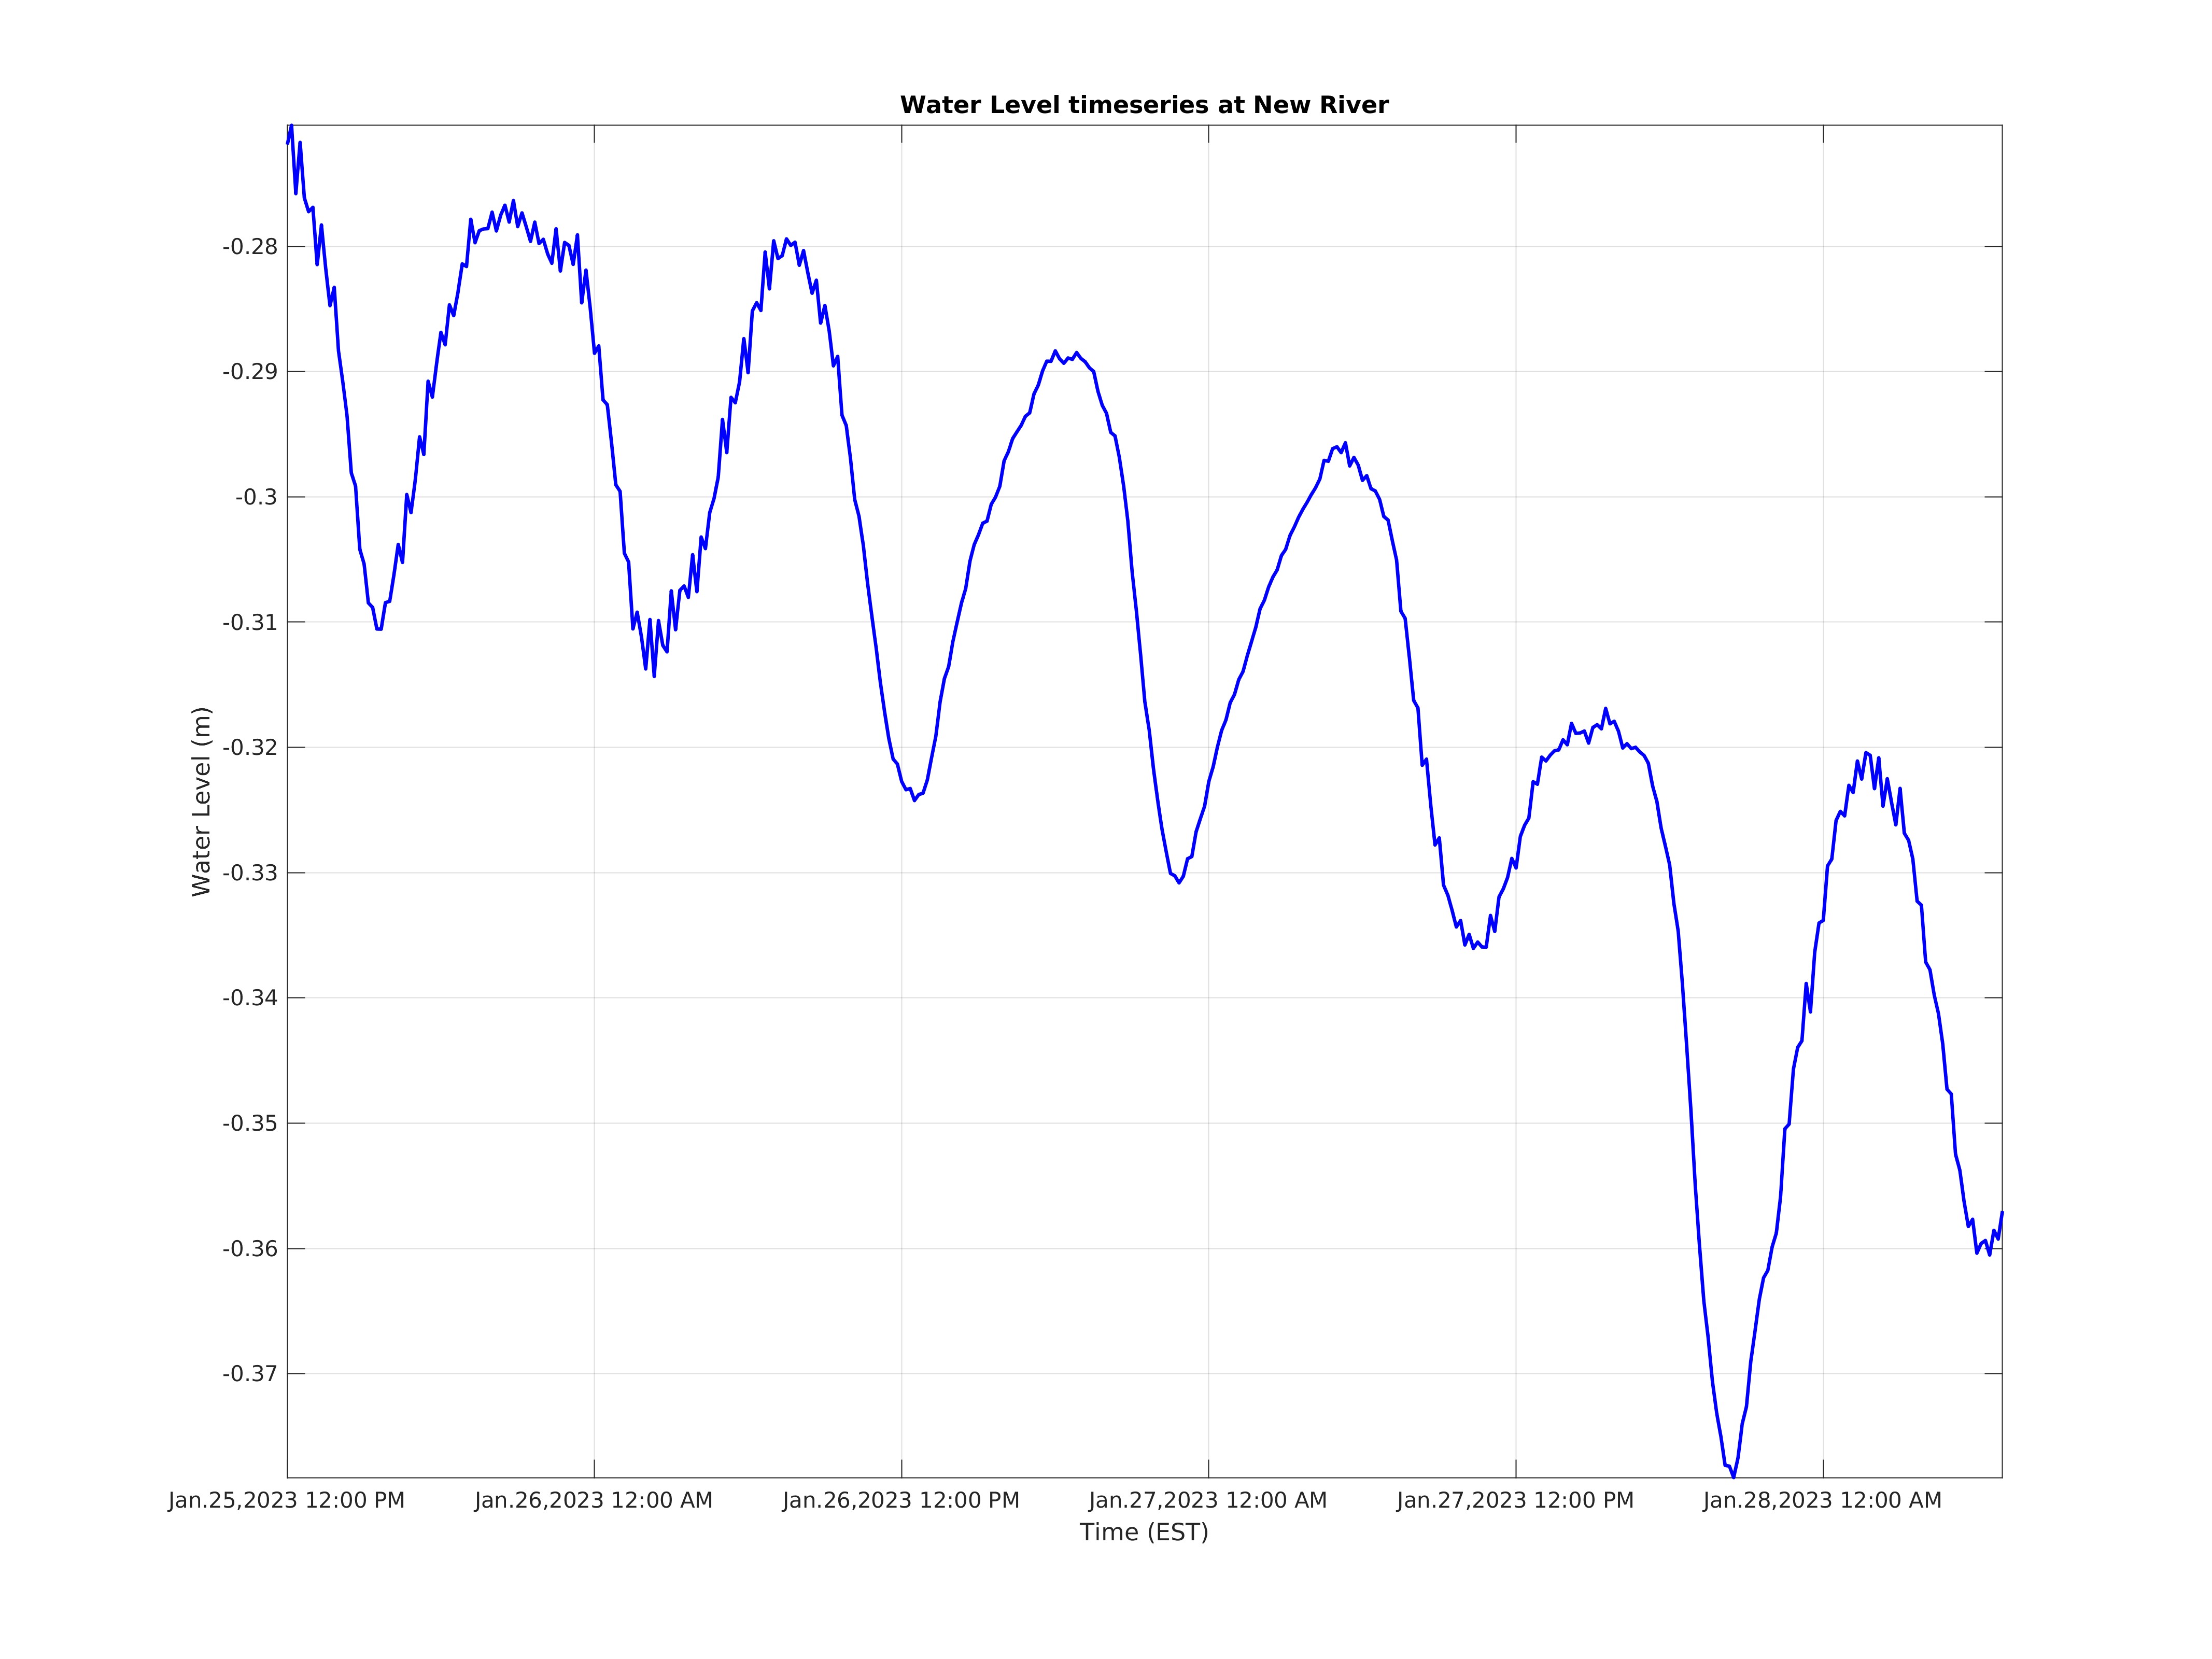 Water Level timeseries at New River
-0.28
-0.29
-0.3
-0.31
-0.32
-0.33
-0.34
-0.35
-0.36
-0.37
Water Level (m)
Jan.25,2023 12:00 PM Jan.26,2023 12:00 AM Jan.26,2023 12:00 PM Jan.27,2023 12:00 AM Jan.27,2023 12:00 PM Jan.28,2023 12:00 AM
Time (EST)